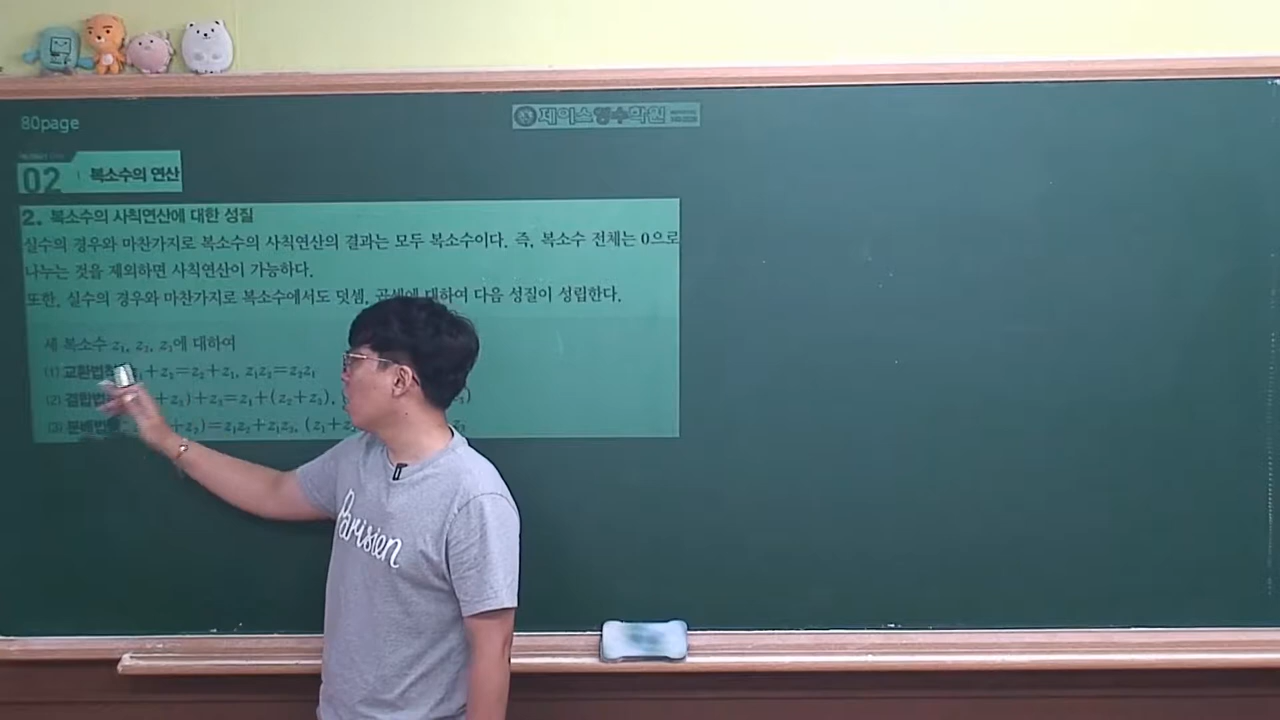 80page
제이스영수학원
02 복소수의 연산
2. 복소수의 사칙연산에 대한 성질
실수의 경우와 마찬가지로 복소수의 사칙연산의 결과는 모두 복소수이다. 즉, 복소수 전체는 0으로
나누는 것을 제외하면 사칙연산이 가능하다.
또한, 실수의 경우와 마찬가지로 복소수에서도 덧셈, 곱셈에 대하여 다음 성질이 성립한다.
세 복소수 z₁, z₂, z₃에 대하여
(1) 교환법칙 z₁+z₂=z₂+z₁, z₁z₂=z₂z₁
(2) 결합법 +z₂)+z₃=z₁+(z₂+z₃),
(3) 분배법 +z₃)=z₁z₂+z₁z₃, (z₁+z
Parisien